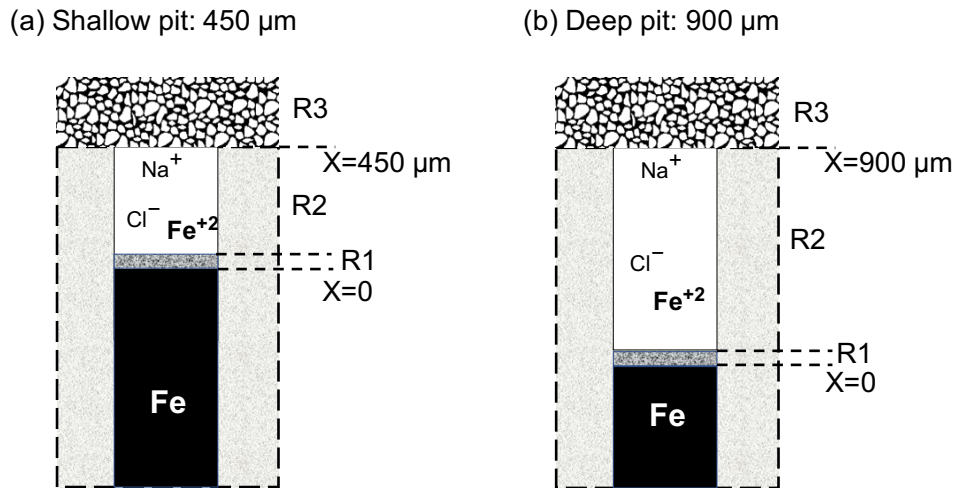 (a) Shallow pit: 450 µm
R3
X=450 µm
Na⁺
R2
Cl⁻ Fe⁺²
R1
X=0
Fe
(b) Deep pit: 900 µm
R3
X=900 µm
Na⁺
R2
Cl⁻
Fe⁺²
R1
X=0
Fe